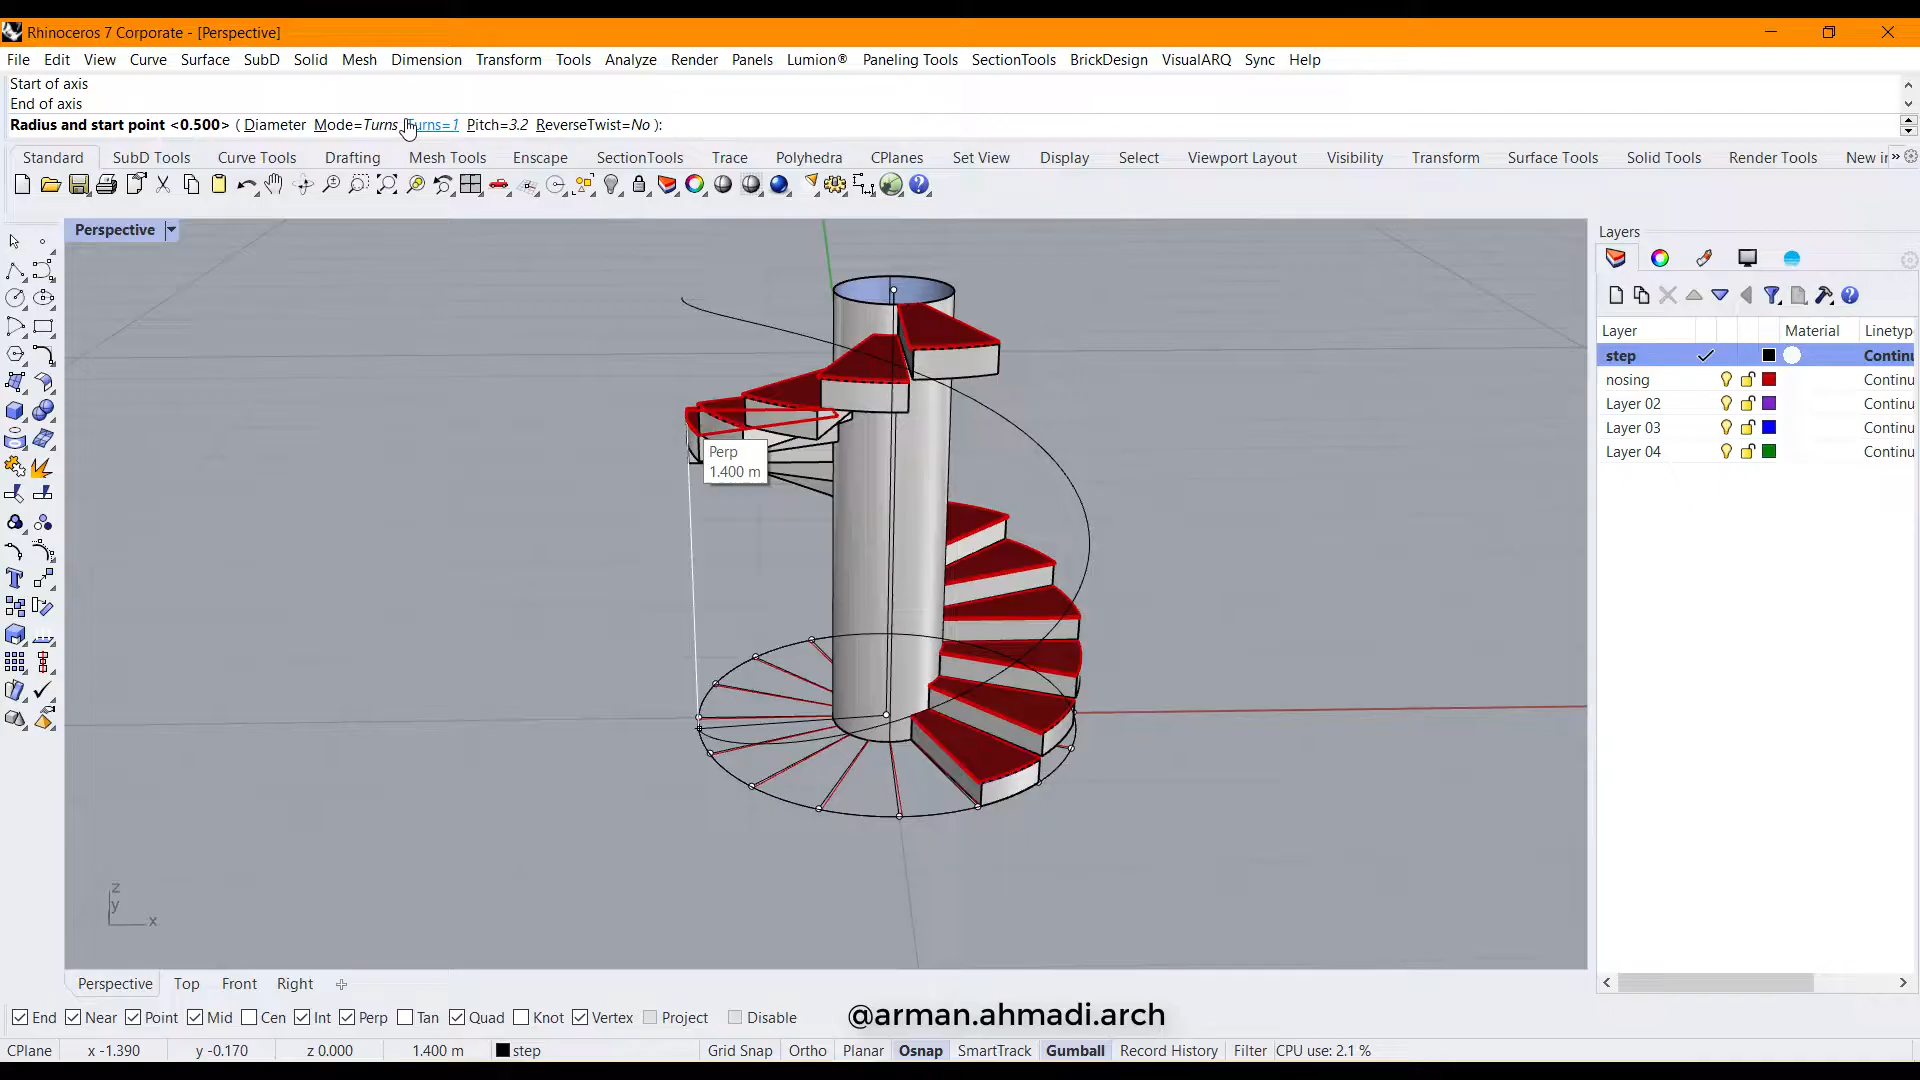 Rhinoceros 7 Corporate - [Perspective]
File Edit View Curve Surface SubD Solid Mesh Dimension Transform Tools Analyze Render Panels Lumion® Paneling Tools SectionTools BrickDesign VisualARQ Sync Help
Start of axis
End of axis
Radius and start point <0.500> ( Diameter Mode=Turns Turns=1 Pitch=3.2 ReverseTwist=No ):
Standard SubD Tools Curve Tools Drafting Mesh Tools Enscape SectionTools Trace Polyhedra CPlanes Set View Display Select Viewport Layout Visibility Transform Surface Tools Solid Tools Render Tools New in »
Perspective
Layers
Layer Material Linetyp
step Continu
nosing Continu
Layer 02 Continu
Layer 03 Continu
Layer 04 Continu
Perp
1.400 m
z
y
x
Perspective Top Front Right
End Near Point Mid Cen Int Perp Tan Quad Knot Vertex Project Disable
@arman.ahmadi.arch
CPlane x -1.390 y -0.170 z 0.000 1.400 m step Grid Snap Ortho Planar Osnap SmartTrack Gumball Record History Filter CPU use: 2.1 %